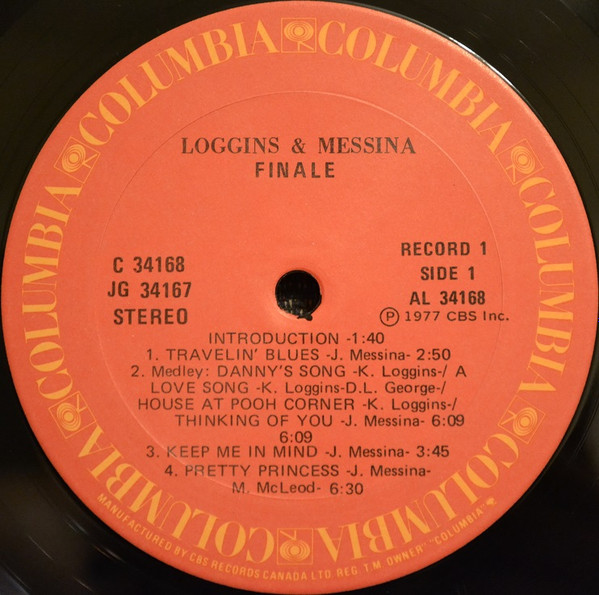 COLUMBIA COLUMBIA COLUMBIA COLUMBIA COLUMBIA COLUMBIA
LOGGINS & MESSINA
FINALE
C 34168
JG 34167
STEREO
RECORD 1
SIDE 1
AL 34168
Ⓟ 1977 CBS Inc.
INTRODUCTION -1:40
1. TRAVELIN' BLUES -J. Messina- 2:50
2. Medley: DANNY'S SONG -K. Loggins-/ A
LOVE SONG -K. Loggins-D.L. George-/
HOUSE AT POOH CORNER -K. Loggins-/
THINKING OF YOU -J. Messina- 6:09
6:09
3. KEEP ME IN MIND -J. Messina- 3:45
4. PRETTY PRINCESS -J. Messina-
M. McLeod- 6:30
MANUFACTURED BY CBS RECORDS CANADA LTD REG. T.M. OWNER" "COLUMBIA"